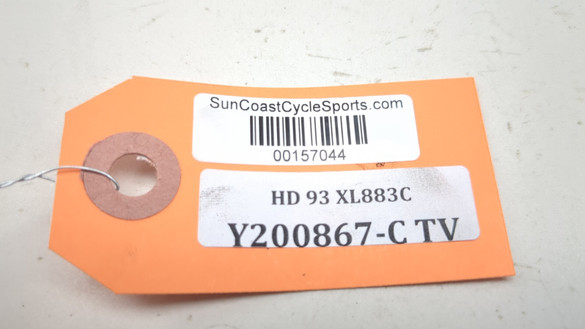 SunCoastCycleSports.com
00157044
HD 93 XL883C
Y200867-C TV